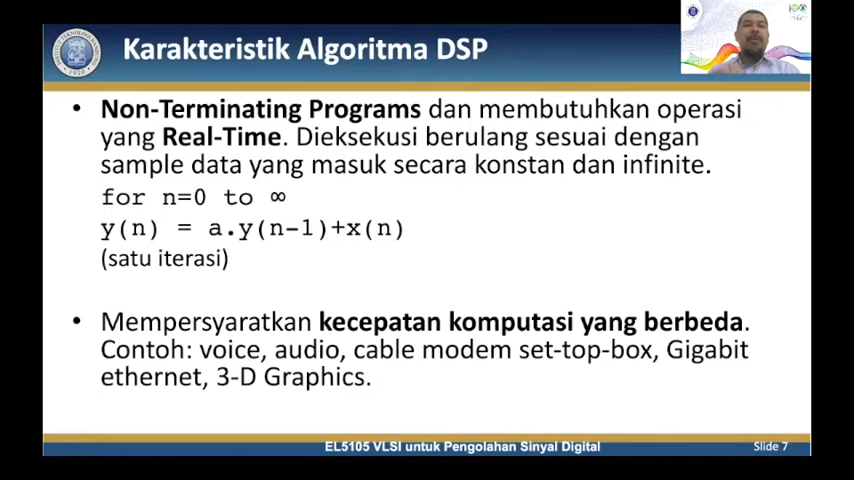 Karakteristik Algoritma DSP
• Non-Terminating Programs dan membutuhkan operasi
yang Real-Time. Dieksekusi berulang sesuai dengan
sample data yang masuk secara konstan dan infinite.
for n=0 to ∞
y(n) = a.y(n-1)+x(n)
(satu iterasi)
• Mempersyaratkan kecepatan komputasi yang berbeda.
Contoh: voice, audio, cable modem set-top-box, Gigabit
ethernet, 3-D Graphics.
EL5105 VLSI untuk Pengolahan Sinyal Digital
Slide 7